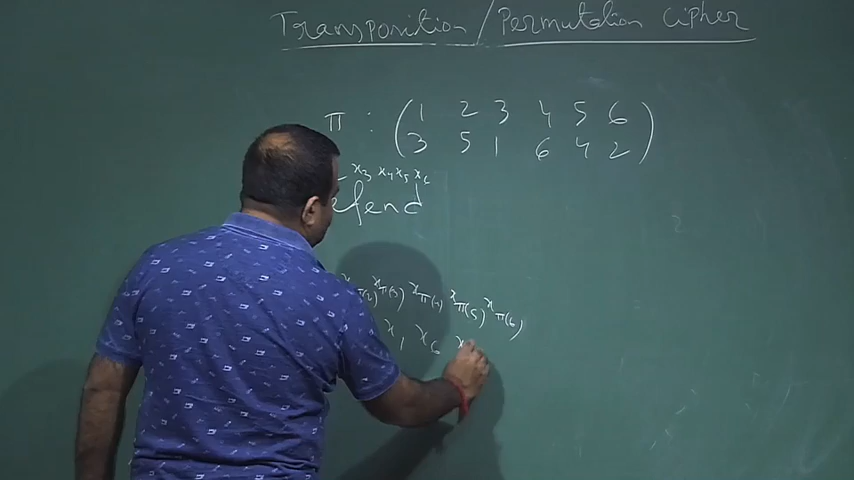 Transposition / Permutation Cipher
π : ( 1 2 3 4 5 6
3 5 1 6 4 2 )
x3 x4 x5 x6
efend
xπ(2) xπ(3) xπ(4) xπ(5) xπ(6)
x1 x6 x